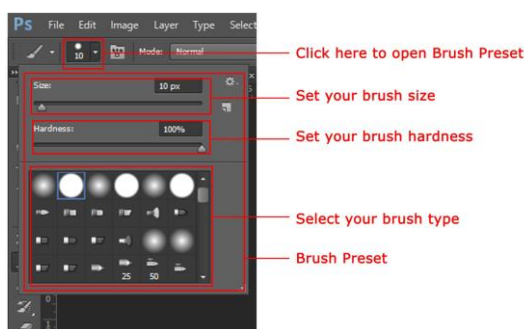 Ps File Edit Image Layer Type Select
10 Mode: Normal
Click here to open Brush Preset
Size: 10 px
Set your brush size
Hardness: 100%
Set your brush hardness
Select your brush type
Brush Preset
25 50
0